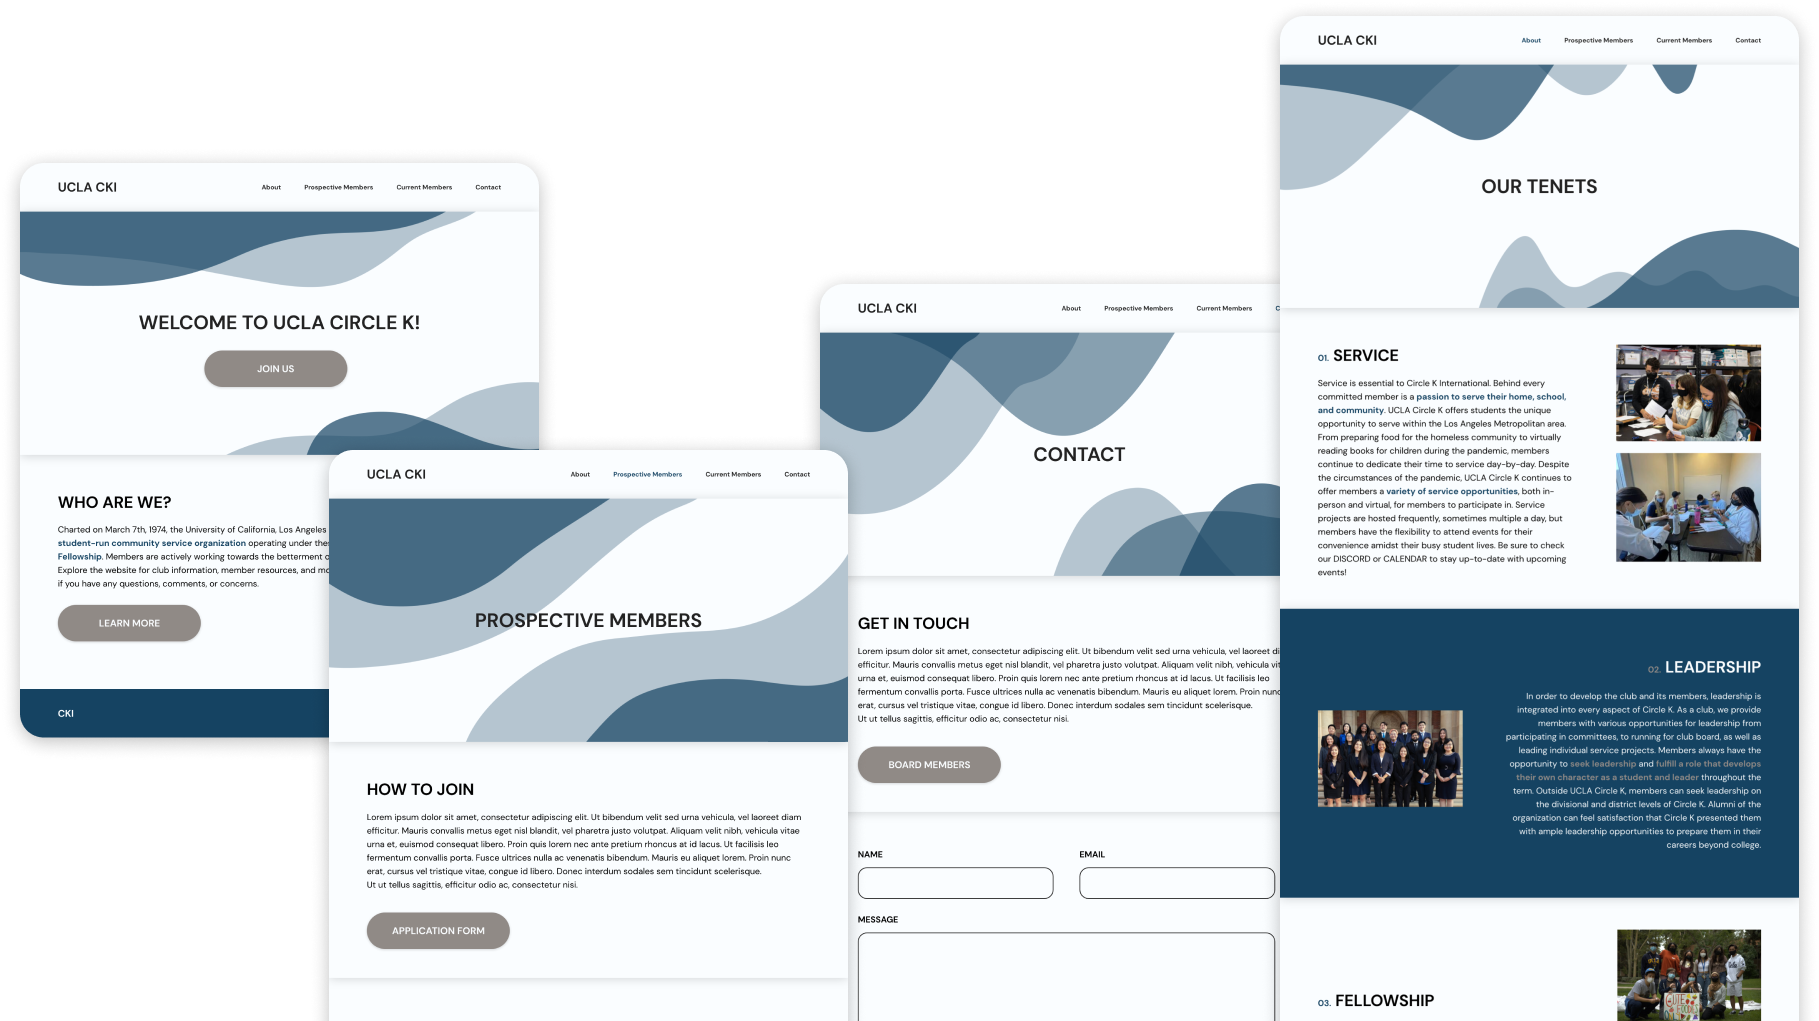 UCLA CKI
About Prospective Members Current Members Contact
WELCOME TO UCLA CIRCLE K!
JOIN US
WHO ARE WE?
Charted on March 7th, 1974, the University of California, Los Angeles
student-run community service organization operating under
Fellowship. Members are actively working towards the betterment
Explore the website for club information, member resources, and
if you have any questions, comments, or concerns.
LEARN MORE
CKI
UCLA CKI
About Prospective Members Current Members Contact
PROSPECTIVE MEMBERS
HOW TO JOIN
Lorem ipsum dolor sit amet, consectetur adipiscing elit. Ut bibendum velit sed urna vehicula, vel laoreet diam
efficitur. Mauris convallis metus eget nisl blandit, vel pharetra justo volutpat. Aliquam velit nibh, vehicula vitae
urna et, euismod consequat libero. Proin quis lorem nec ante pretium rhoncus at id lacus. Ut facilisis leo
fermentum convallis porta. Fusce ultrices nulla ac venenatis bibendum. Mauris eu aliquet lorem. Proin nunc
erat, cursus vel tristique vitae, congue id libero. Donec interdum sodales sem tincidunt scelerisque.
Ut ut tellus sagittis, efficitur odio ac, consectetur nisi.
APPLICATION FORM
UCLA CKI
About Prospective Members Current Members
CONTACT
GET IN TOUCH
Lorem ipsum dolor sit amet, consectetur adipiscing elit. Ut bibendum velit sed urna vehicula, vel laoreet
efficitur. Mauris convallis metus eget nisl blandit, vel pharetra justo volutpat. Aliquam velit nibh, vehicula
urna et, euismod consequat libero. Proin quis lorem nec ante pretium rhoncus at id lacus. Ut facilisis leo
fermentum convallis porta. Fusce ultrices nulla ac venenatis bibendum. Mauris eu aliquet lorem. Proin nunc
erat, cursus vel tristique vitae, congue id libero. Donec interdum sodales sem tincidunt scelerisque.
Ut ut tellus sagittis, efficitur odio ac, consectetur nisi.
BOARD MEMBERS
NAME EMAIL
MESSAGE
UCLA CKI
About Prospective Members Current Members Contact
OUR TENETS
01. SERVICE
Service is essential to Circle K International. Behind every
committed member is a passion to serve their home, school,
and community. UCLA Circle K offers students the unique
opportunity to serve within the Los Angeles Metropolitan area.
From preparing food for the homeless community to virtually
reading books for children during the pandemic, members
continue to dedicate their time to service day-by-day. Despite
the circumstances of the pandemic, UCLA Circle K continues to
offer members a variety of service opportunities, both in-
person and virtual, for members to participate in. Service
projects are hosted frequently, sometimes multiple a day, but
members have the flexibility to attend events for their
convenience amidst their busy student lives. Be sure to check
our DISCORD or CALENDAR to stay up-to-date with upcoming
events!
02. LEADERSHIP
In order to develop the club and its members, leadership is
integrated into every aspect of Circle K. As a club, we provide
members with various opportunities for leadership from
participating in committees, to running for club board, as well as
leading individual service projects. Members always have the
opportunity to seek leadership and fulfill a role that develops
their own character as a student and leader throughout the
term. Outside UCLA Circle K, members can seek leadership on
the divisional and district levels of Circle K. Alumni of the
organization can feel satisfaction that Circle K presented them
with ample leadership opportunities to prepare them in their
careers beyond college.
03. FELLOWSHIP